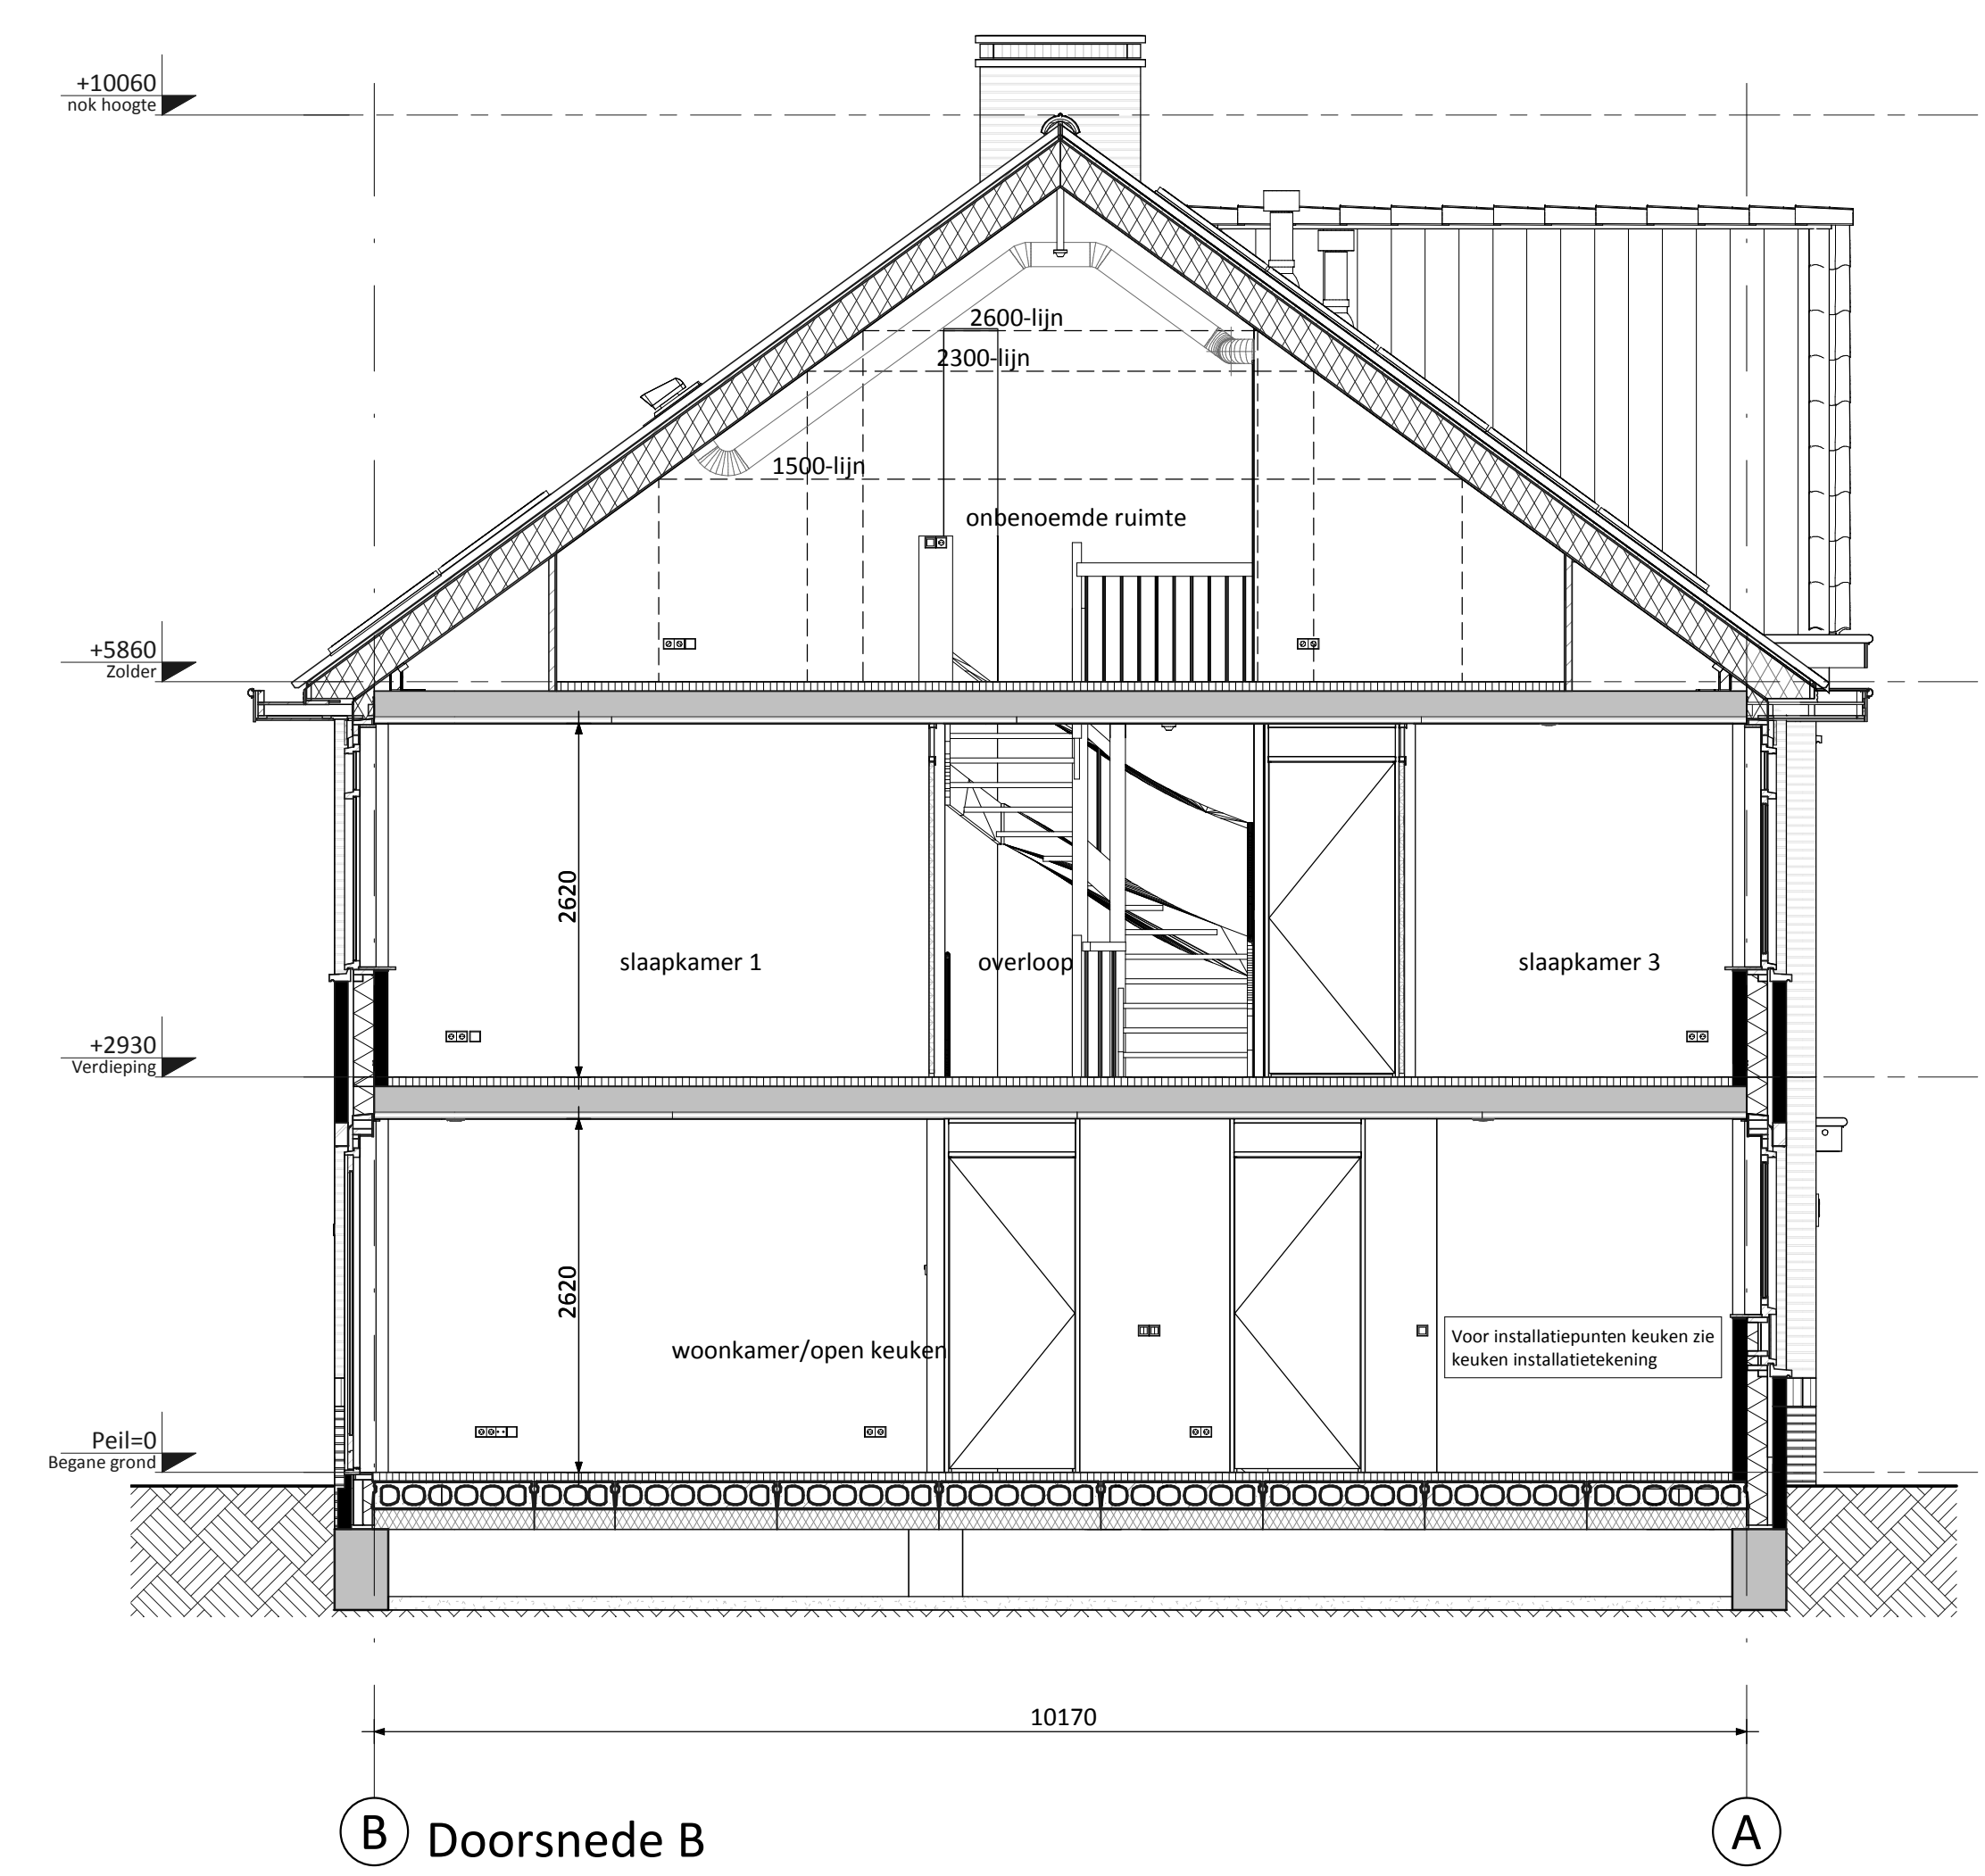 +10060
nok hoogte
2600-lijn
2300-lijn
1500-lijn
onbenoemde ruimte
+5860
Zolder
2620
slaapkamer 1
overloop
slaapkamer 3
+2930
Verdieping
2620
woonkamer/open keuken
Voor installatiepunten keuken zie
keuken installatietekening
Peil=0
Begane grond
10170
B
Doorsnede B
A